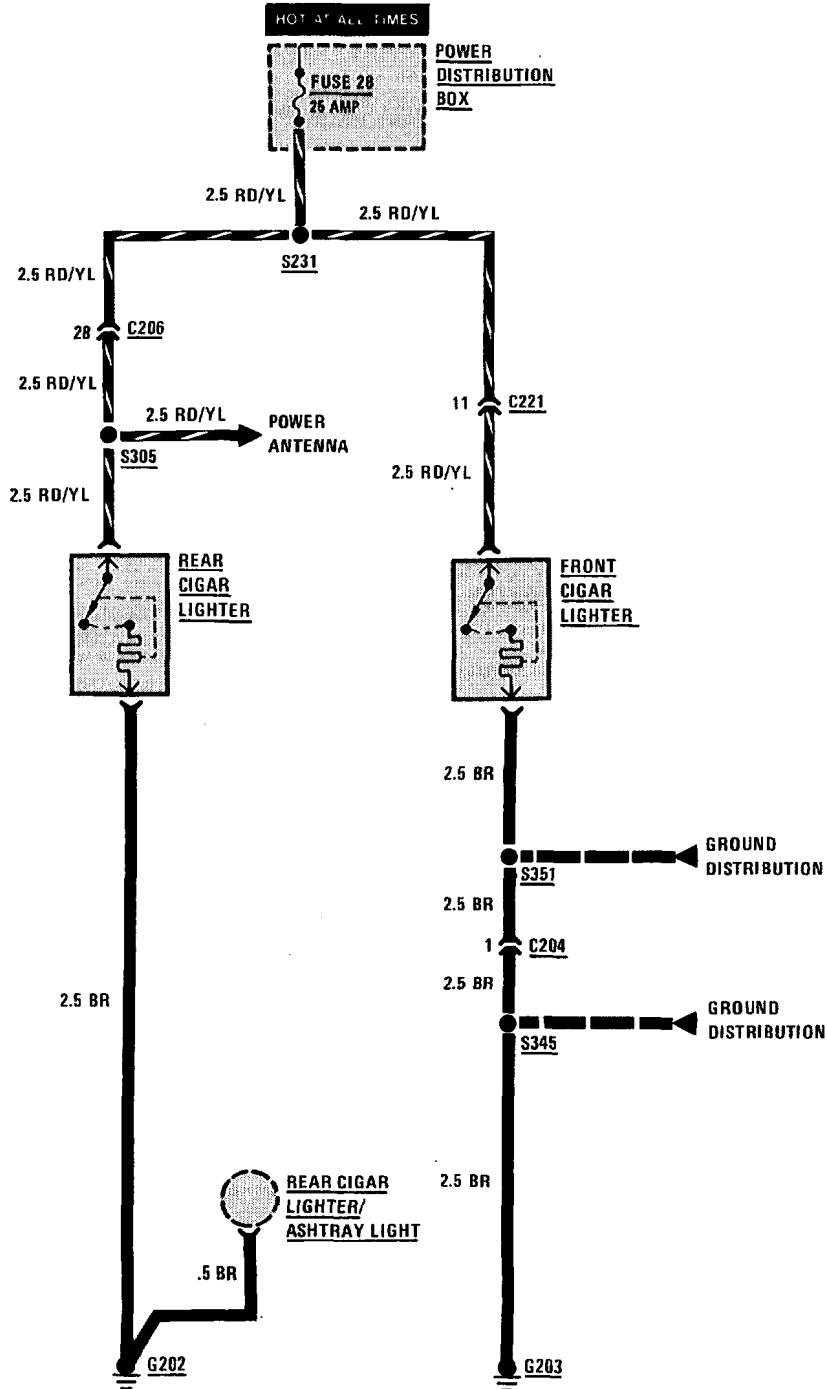 HOT AT ALL TIMES
POWER
DISTRIBUTION
BOX
FUSE 28
25 AMP
2.5 RD/YL
2.5 RD/YL
S231
2.5 RD/YL
28
C206
2.5 RD/YL
2.5 RD/YL
POWER
ANTENNA
S305
11
C221
2.5 RD/YL
2.5 RD/YL
REAR
CIGAR
LIGHTER
FRONT
CIGAR
LIGHTER
2.5 BR
GROUND
DISTRIBUTION
S351
2.5 BR
1
C204
2.5 BR
2.5 BR
GROUND
DISTRIBUTION
S345
REAR CIGAR
LIGHTER/
ASHTRAY LIGHT
2.5 BR
.5 BR
G202
G203